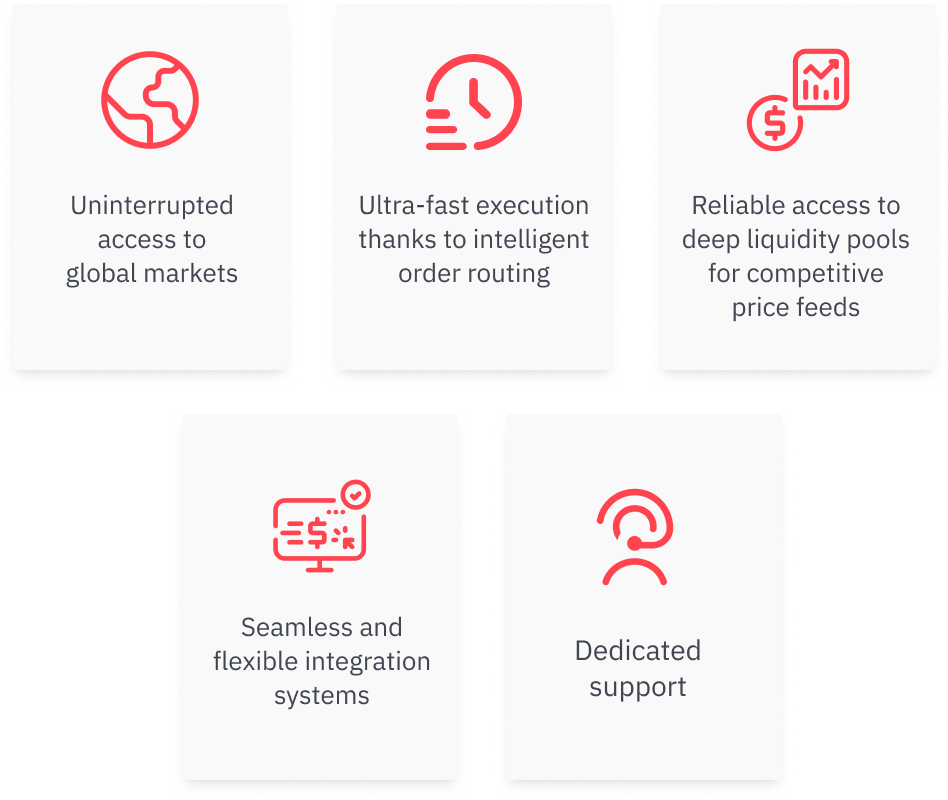 Uninterrupted
access to
global markets
Ultra-fast execution
thanks to intelligent
order routing
Reliable access to
deep liquidity pools
for competitive
price feeds
Seamless and
flexible integration
systems
Dedicated
support